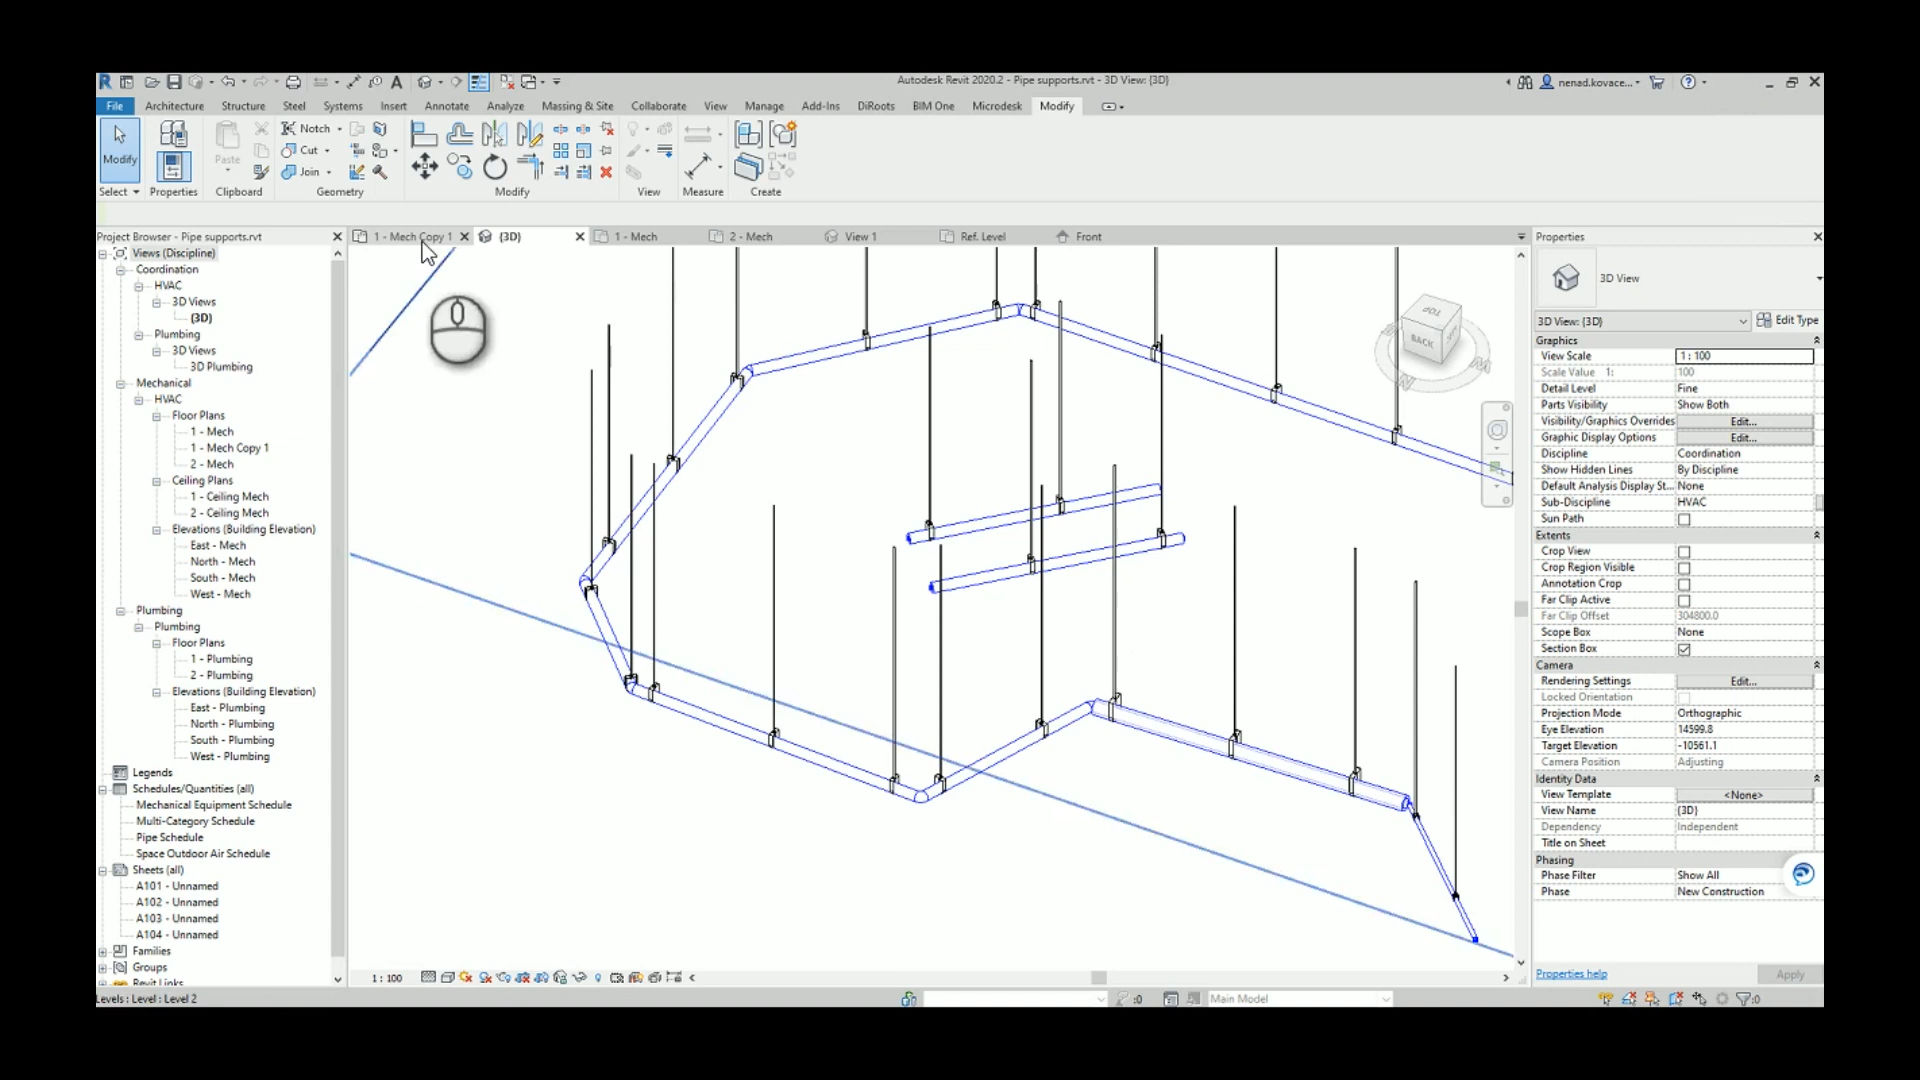 Autodesk Revit 2020.2 - Pipe supports.rvt - 3D View: {3D}
nenad.kovace...
File Architecture Structure Steel Systems Insert Annotate Analyze Massing & Site Collaborate View Manage Add-Ins DiRoots BIM One Microdesk Modify
Modify Paste Notch Cut Join
Select Properties Clipboard Geometry Modify View Measure Create
Project Browser - Pipe supports.rvt
1 - Mech Copy 1 {3D} 1 - Mech 2 - Mech View 1 Ref. Level Front
Views (Discipline)
Coordination
HVAC
3D Views
{3D}
Plumbing
3D Views
3D Plumbing
Mechanical
HVAC
Floor Plans
1 - Mech
1 - Mech Copy 1
2 - Mech
Ceiling Plans
1 - Ceiling Mech
2 - Ceiling Mech
Elevations (Building Elevation)
East - Mech
North - Mech
South - Mech
West - Mech
Plumbing
Plumbing
Floor Plans
1 - Plumbing
2 - Plumbing
Elevations (Building Elevation)
East - Plumbing
North - Plumbing
South - Plumbing
West - Plumbing
Legends
Schedules/Quantities (all)
Mechanical Equipment Schedule
Multi-Category Schedule
Pipe Schedule
Space Outdoor Air Schedule
Sheets (all)
A101 - Unnamed
A102 - Unnamed
A103 - Unnamed
A104 - Unnamed
Families
Groups
Revit Links
TOP
BACK
W
Properties
3D View
3D View: {3D} Edit Type
Graphics
View Scale 1 : 100
Scale Value 1: 100
Detail Level Fine
Parts Visibility Show Both
Visibility/Graphics Overrides Edit...
Graphic Display Options Edit...
Discipline Coordination
Show Hidden Lines By Discipline
Default Analysis Display St... None
Sub-Discipline HVAC
Sun Path
Extents
Crop View
Crop Region Visible
Annotation Crop
Far Clip Active
Far Clip Offset 304800.0
Scope Box None
Section Box
Camera
Rendering Settings Edit...
Locked Orientation
Projection Mode Orthographic
Eye Elevation 14599.8
Target Elevation -10561.1
Camera Position Adjusting
Identity Data
View Template <None>
View Name {3D}
Dependency Independent
Title on Sheet
Phasing
Phase Filter Show All
Phase New Construction
Properties help Apply
1 : 100
Levels : Level : Level 2 :0 Main Model :0